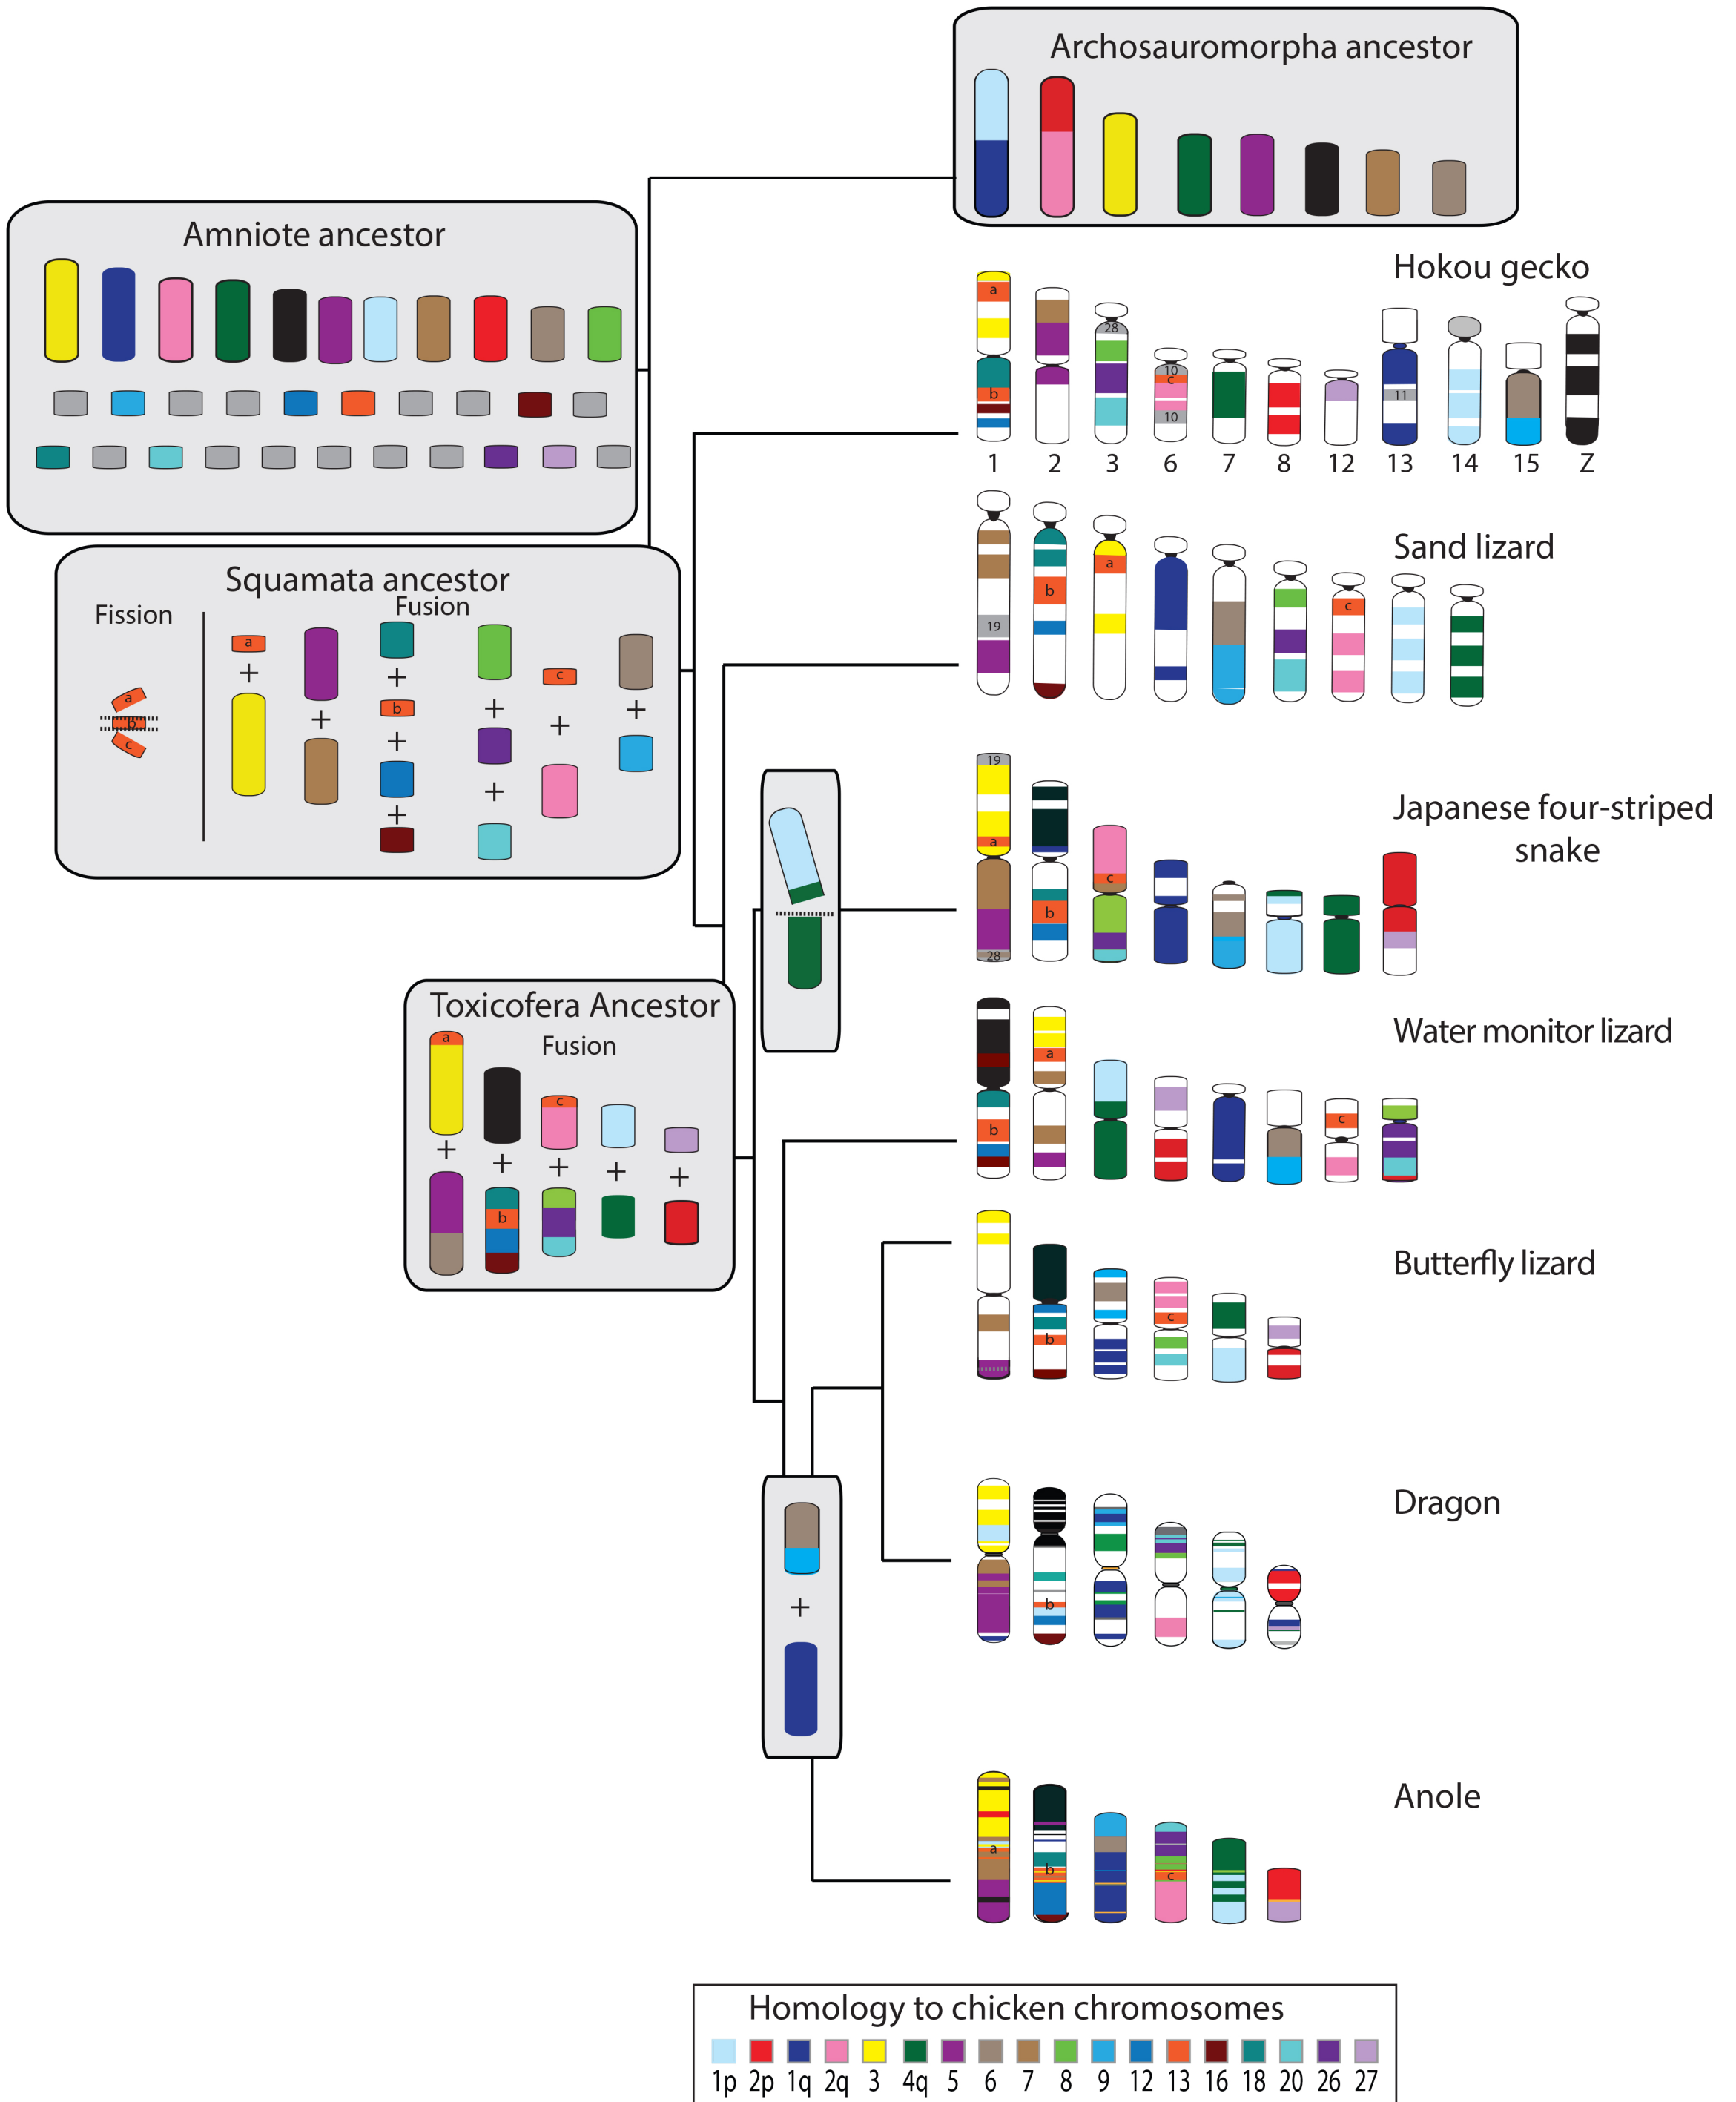 Archosauromorpha ancestor
Amniote ancestor
Hokou gecko
a
b
28
10
c
10
11
1 2 3 6 7 8 12 13 14 15 Z
Squamata ancestor
Fission
Fusion
a
b
c
a
+
+
+
b
+
+
+
+
c
+
+
Sand lizard
19
b
a
c
Japanese four-striped
snake
19
a
28
b
c
Toxicofera Ancestor
Fusion
a
+
+
b
c
+
+
+
Water monitor lizard
b
a
c
Butterfly lizard
b
c
+
Dragon
b
Anole
a
b
c
Homology to chicken chromosomes
1p 2p 1q 2q 3 4q 5 6 7 8 9 12 13 16 18 20 26 27